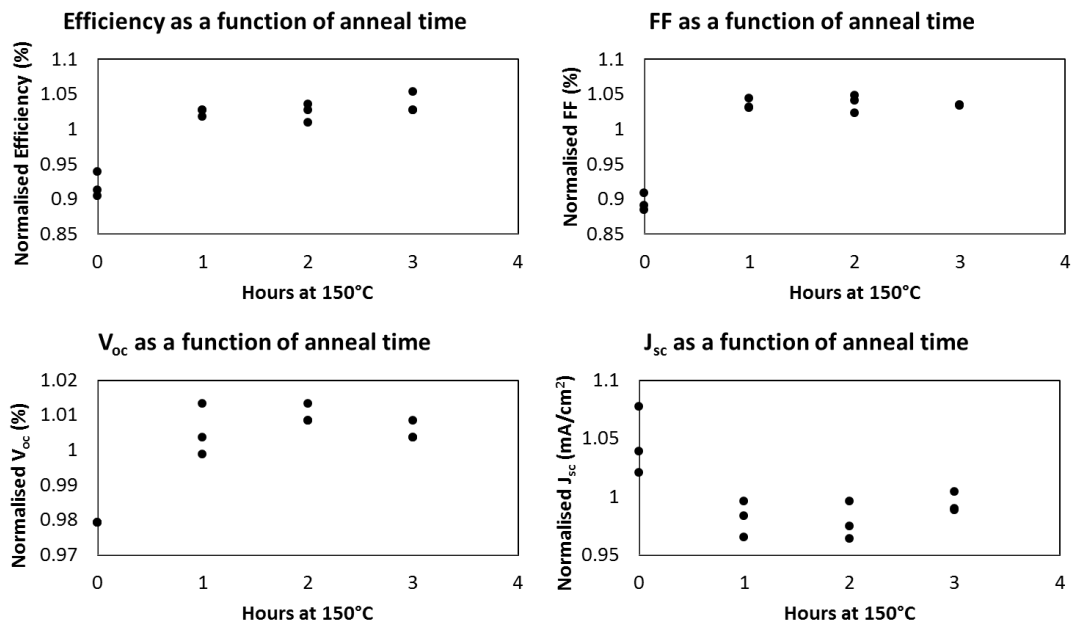 Efficiency as a function of anneal time
Normalised Efficiency (%)
1.1
1.05
1
0.95
0.9
0.85
0 1 2 3 4
Hours at 150°C
FF as a function of anneal time
Normalised FF (%)
1.1
1.05
1
0.95
0.9
0.85
0 1 2 3 4
Hours at 150°C
Voc as a function of anneal time
Normalised Voc (%)
1.02
1.01
1
0.99
0.98
0.97
0 1 2 3 4
Hours at 150°C
Jsc as a function of anneal time
Normalised Jsc (mA/cm²)
1.1
1.05
1
0.95
0 1 2 3 4
Hours at 150°C